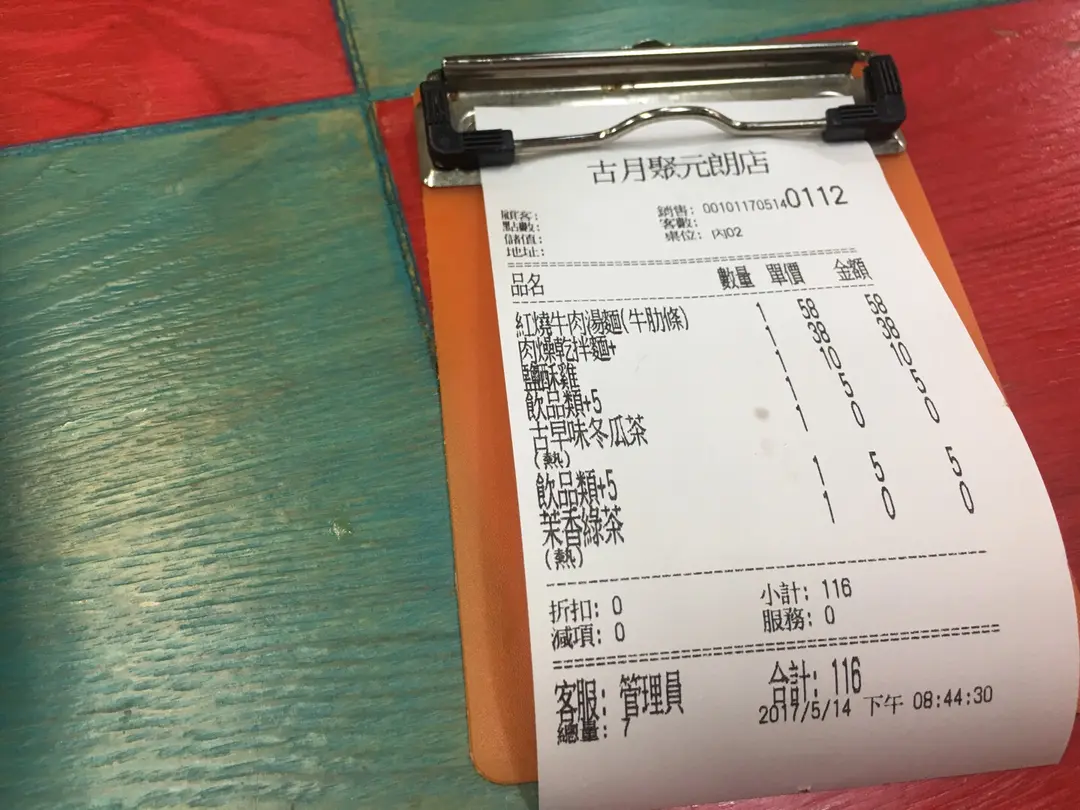 古月聚元朗店
顧客:
銷售: 001011705140112
點數:
客數:
儲值:
桌位: 内02
地址:
品名 數量 單價 金額
紅燒牛肉湯麵(牛肋條) 1 58 58
肉燥乾拌麵+ 1 38 38
鹽酥雞 1 10 10
飲品類+5 1 5 5
古早味冬瓜茶 1 0 0
(熱)
飲品類+5 1 5 5
茉香綠茶 1 0 0
(熱)
折扣: 0 小計: 116
減項: 0 服務: 0
客服: 管理員 合計: 116
總量: 7 2017/5/14 下午 08:44:30